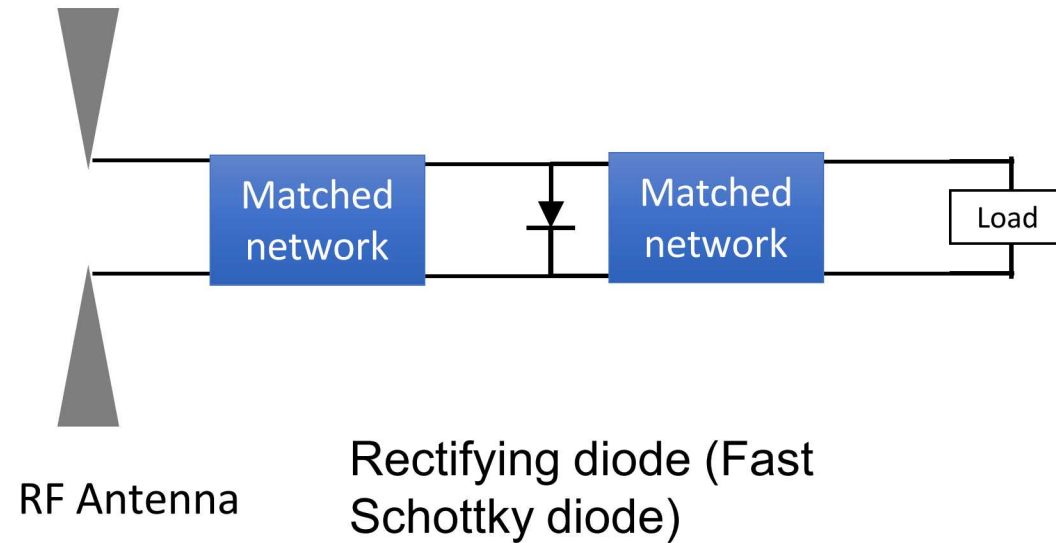 Matched
network
Matched
network
Load
RF Antenna
Rectifying diode (Fast
Schottky diode)